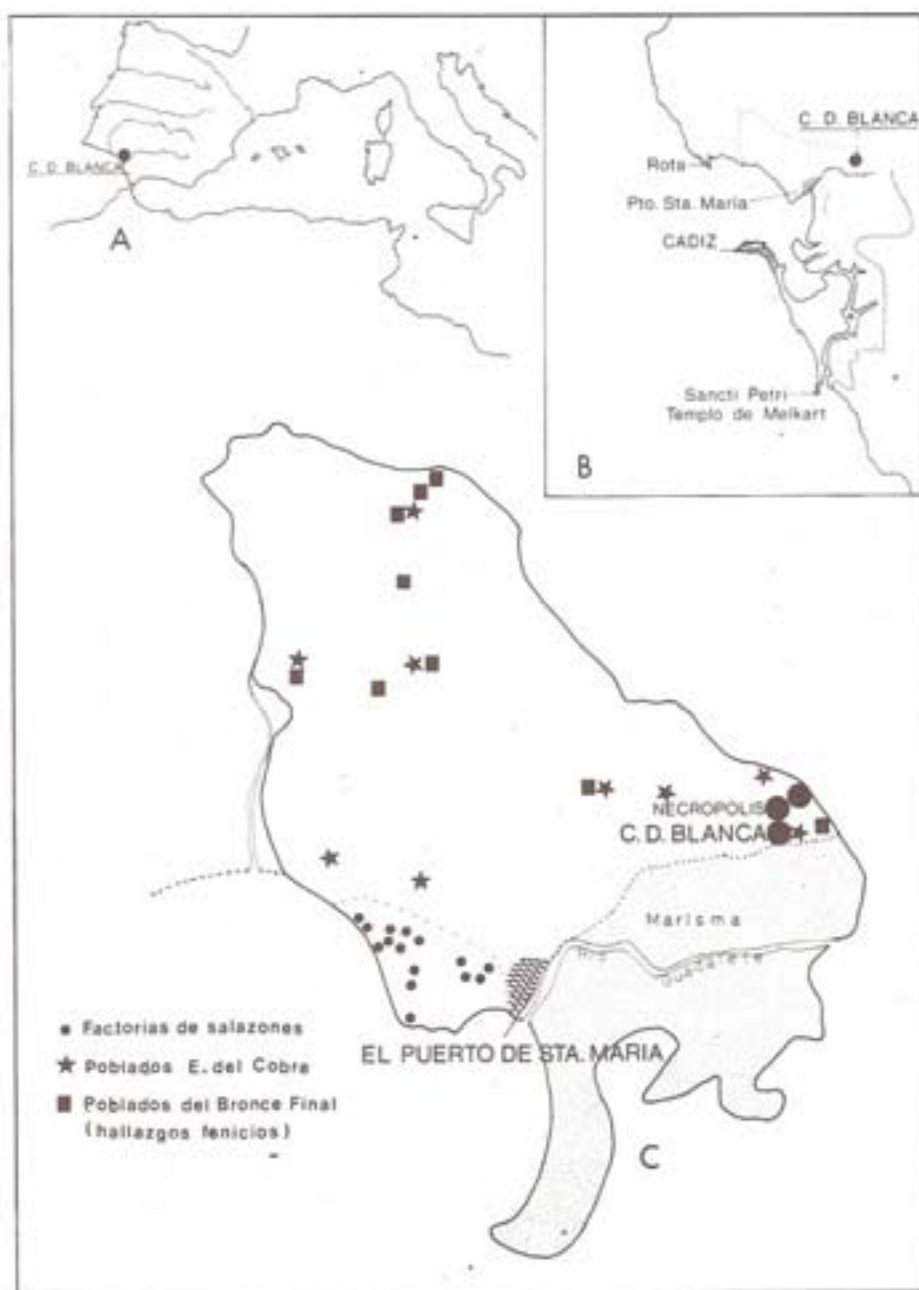 C. D. BLANCA
A
C. D. BLANCA
Rota
Pto. Sta. Maria
CADIZ
Sancti Petri
Templo de Melkart
B
NECROPOLIS
C. D. BLANCA
Marisma
Rio Guadalete
EL PUERTO DE STA. MARIA
Factorias de salazones
Poblados E. del Cobre
Poblados del Bronce Final
(hallazgos fenicios)
C